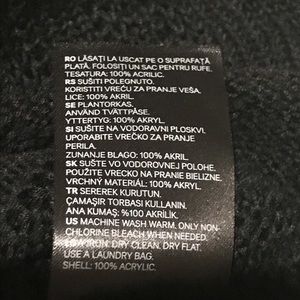 RO LĂSAȚI LA USCAT PE O SUPRAFAȚĂ
PLATĂ. FOLOSIȚI UN SAC PENTRU RUFE.
TESATURA: 100% ACRILIC.
RS SUŠITI POLEGNUTO.
KORISTITI VREĆU ZA PRANJE VEŠA.
LICE: 100% AKRIL.
SE PLANTORKAS.
ANVÄND TVÄTTPÅSE.
YTTERTYG: 100% AKRYL
SI SUŠITE NA VODORAVNI PLOSKVI.
UPORABITE VREČKO ZA PRANJE
PERILA.
ZUNANJE BLAGO: 100% AKRIL.
SK SUŠTE VO VODOROVNEJ POLOHE.
POUŽITE VRECKO NA PRANIE BIELIZNE.
VRCHNÝ MATERIÁL: 100% AKRYL.
TR SEREREK KURUTUN.
ÇAMAŞIR TORBASI KULLANIN.
ANA KUMAŞ: %100 AKRİLİK.
US MACHINE WASH WARM. ONLY NON-
CHLORINE BLEACH WHEN NEEDED.
LOW IRON. DRY CLEAN. DRY FLAT.
USE A LAUNDRY BAG.
SHELL: 100% ACRYLIC.